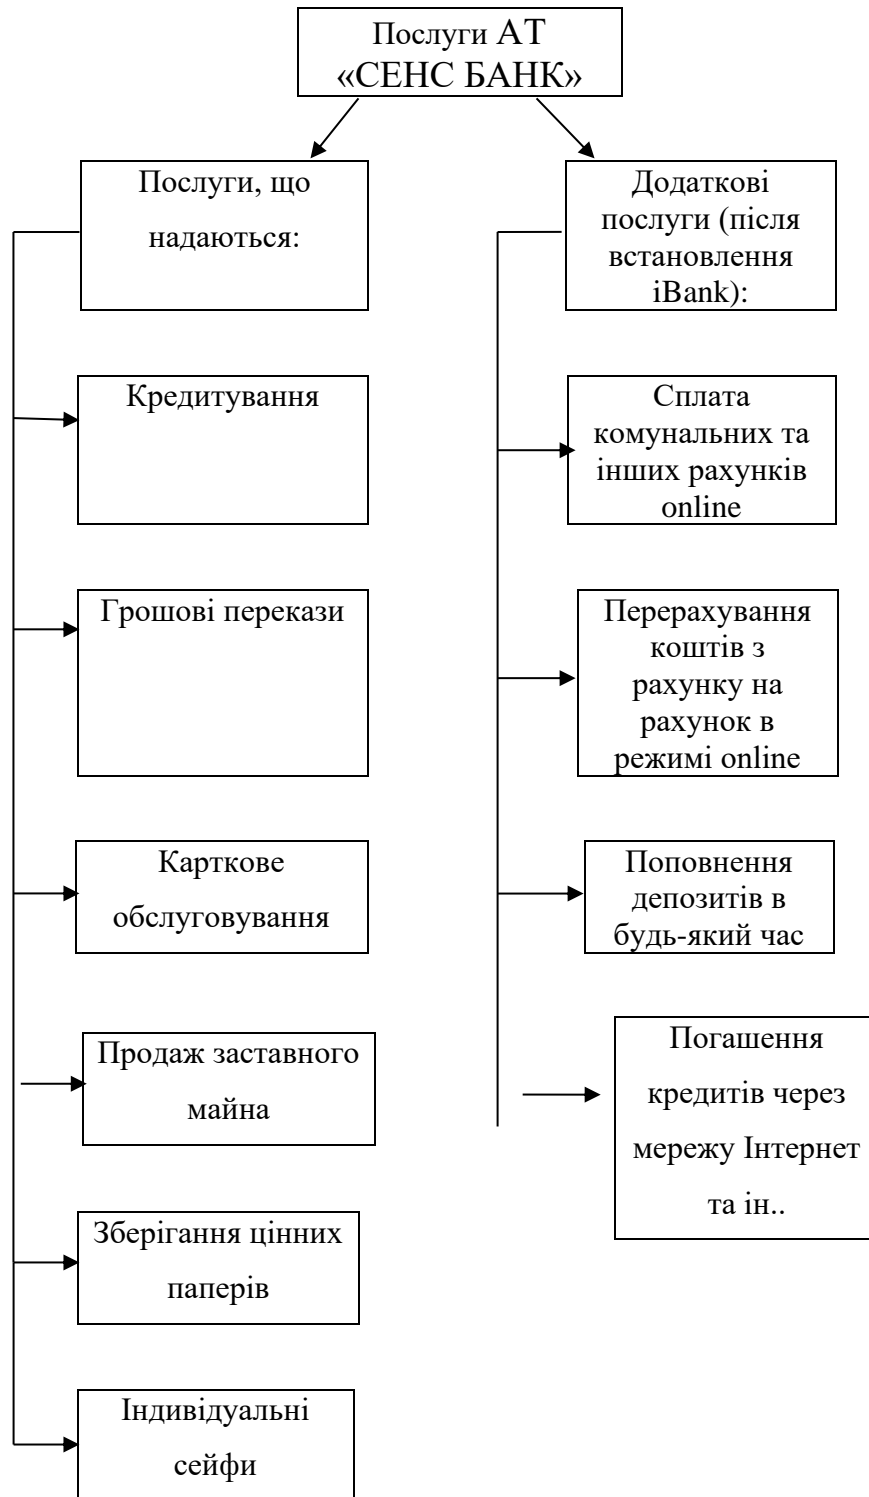 Послуги АТ
«СЕНС БАНК»
Послуги, що
надаються:
Кредитування
Грошові перекази
Карткове
обслуговування
Продаж заставного
майна
Зберігання цінних
паперів
Індивідуальні
сейфи
Додаткові
послуги (після
встановлення
iBank):
Сплата
комунальних та
інших рахунків
online
Перерахування
коштів з
рахунку на
рахунок в
режимі online
Поповнення
депозитів в
будь-який час
Погашення
кредитів через
мережу Інтернет
та ін..